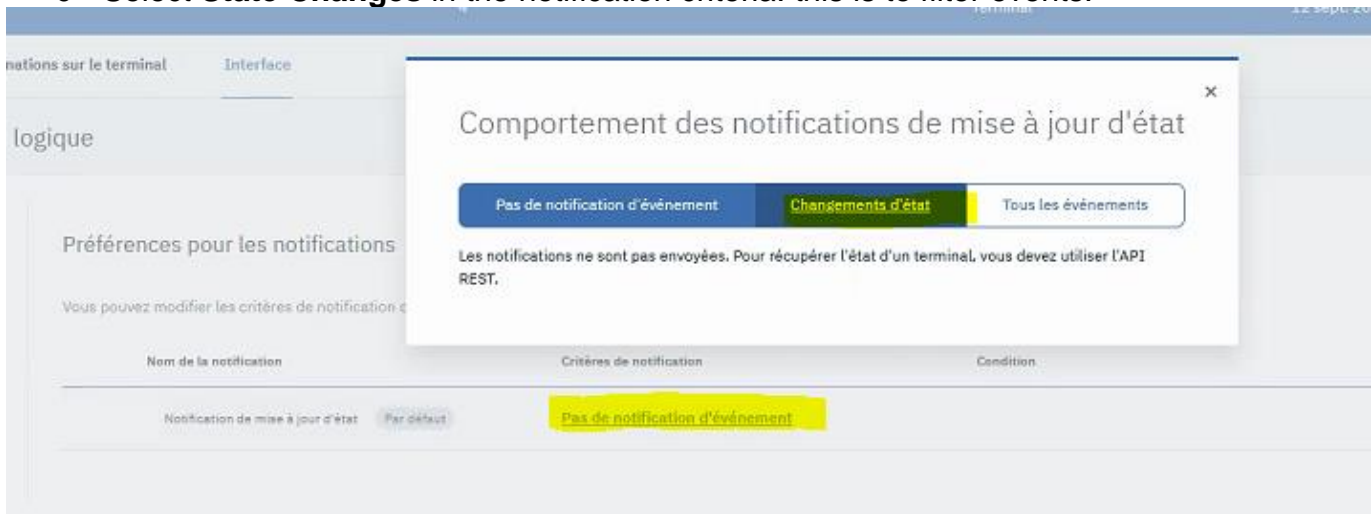 Select State Changes in the notification criteria: this is to filter events.
Terminal 12 sept. 20
nations sur le terminal Interface
logique
×
Comportement des notifications de mise à jour d'état
Pas de notification d'événement Changements d'état Tous les événements
Les notifications ne sont pas envoyées. Pour récupérer l'état d'un terminal, vous devez utiliser l'API
REST.
Préférences pour les notifications
Vous pouvez modifier les critères de notification
Nom de la notification Critères de notification Condition
Notification de mise à jour d'état Par défaut Pas de notification d'événement